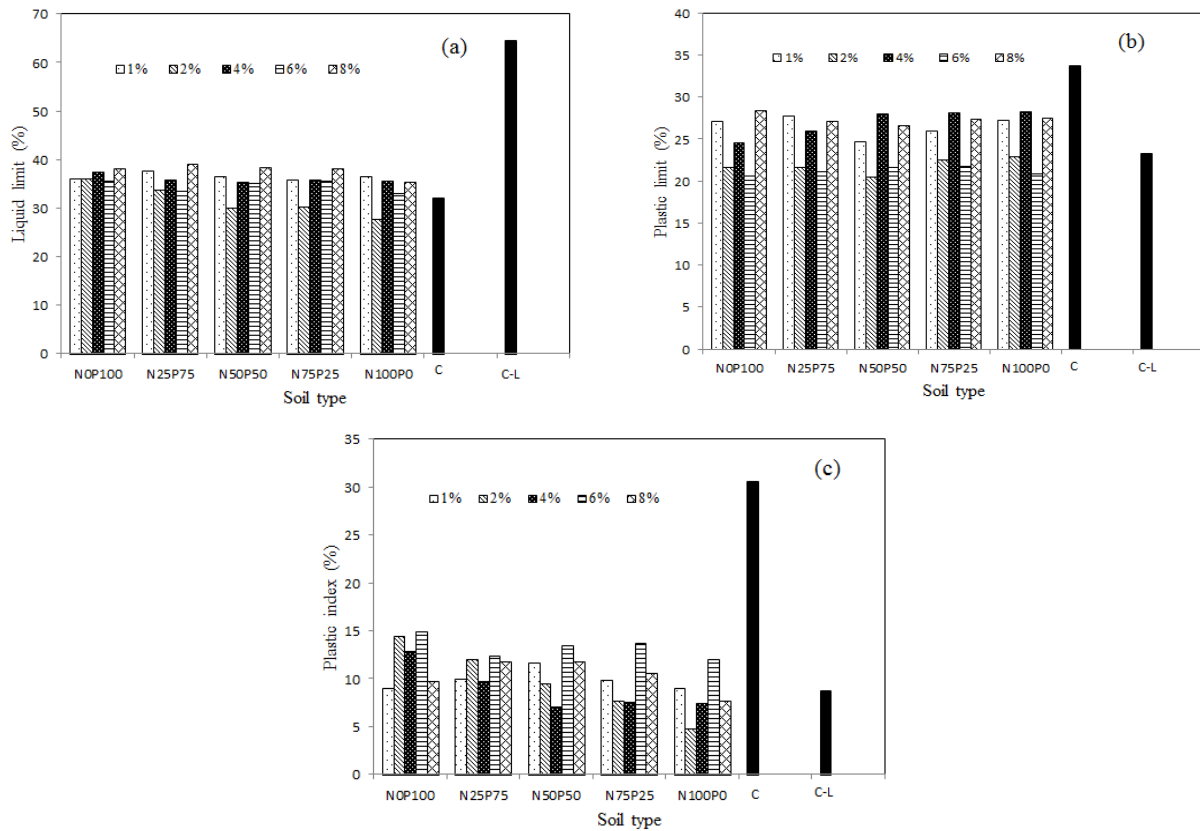 (a)
1% 2% 4% 6% 8%
Liquid limit (%)
70
60
50
40
30
20
10
0
N0P100 N25P75 N50P50 N75P25 N100P0 C C-L
Soil type
(b)
1% 2% 4% 6% 8%
Plastic limit (%)
40
35
30
25
20
15
10
5
0
N0P100 N25P75 N50P50 N75P25 N100P0 C C-L
Soil type
(c)
1% 2% 4% 6% 8%
Plastic index (%)
35
30
25
20
15
10
5
0
N0P100 N25P75 N50P50 N75P25 N100P0 C C-L
Soil type